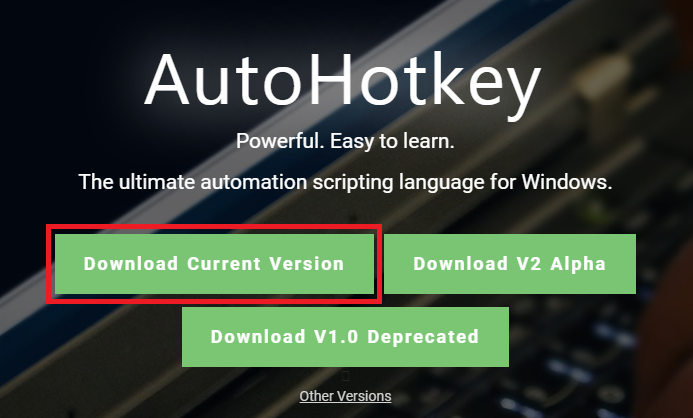 AutoHotkey
Powerful. Easy to learn.
The ultimate automation scripting language for Windows.
Download Current Version
Download V2 Alpha
Download V1.0 Deprecated
Other Versions